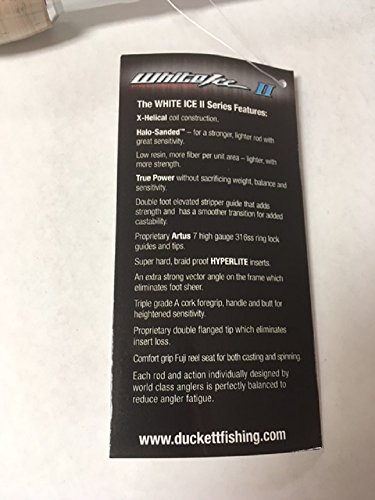 White Ice II
The WHITE ICE II Series Features:
X-Helical coil construction.
Halo-Sanded™ – for a stronger, lighter rod with
great sensitivity.
Low resin, more fiber per unit area – lighter, with
more strength.
True Power without sacrificing weight, balance and
sensitivity.
Double foot elevated stripper guide that adds
strength and has a smoother transition for added
castability.
Proprietary Artus 7 high gauge 316ss ring lock
guides and tips.
Super hard, braid proof HYPERLITE inserts.
An extra strong vector angle on the frame which
eliminates foot sheer.
Triple grade A cork foregrip, handle and butt for
heightened sensitivity.
Proprietary double flanged tip which eliminates
insert loss.
Comfort grip Fuji reel seat for both casting and spinning.
Each rod and action individually designed by
world class anglers is perfectly balanced to
reduce angler fatigue.
www.duckettfishing.com